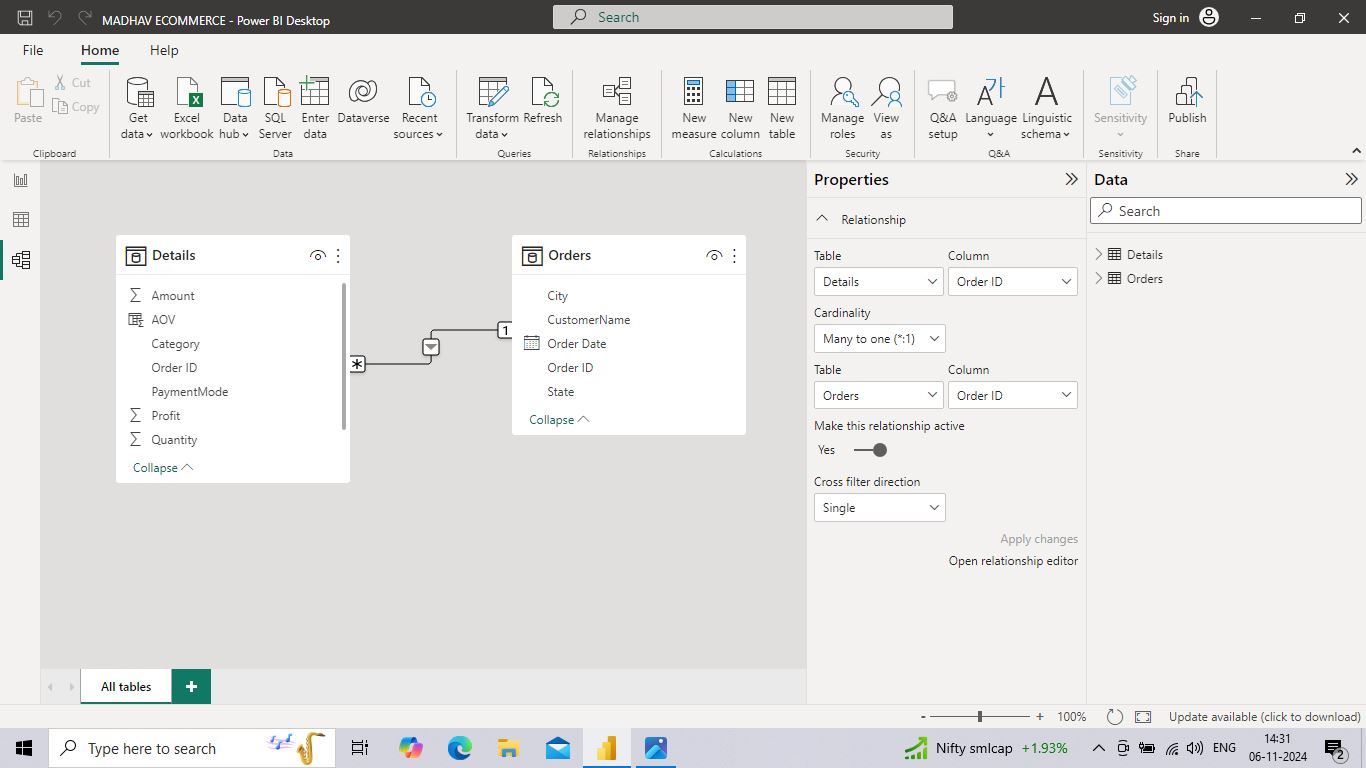 MADHAV ECOMMERCE - Power BI Desktop
Search
Sign in
File
Home
Help
Paste
Cut
Copy
Clipboard
Get data
Excel workbook
Data hub
SQL Server
Enter data
Dataverse
Recent sources
Data
Transform data
Refresh
Queries
Manage relationships
Relationships
New measure
New column
New table
Calculations
Manage roles
View as
Security
Q&A setup
Language
Linguistic schema
Q&A
Sensitivity
Sensitivity
Publish
Share
Details
Amount
AOV
Category
Order ID
PaymentMode
Profit
Quantity
Collapse
*
1
Orders
City
CustomerName
Order Date
Order ID
State
Collapse
Properties
Relationship
Table
Column
Details
Order ID
Cardinality
Many to one (*:1)
Table
Column
Orders
Order ID
Make this relationship active
Yes
Cross filter direction
Single
Apply changes
Open relationship editor
Data
Search
Details
Orders
All tables
+
- + 100%
Update available (click to download)
Type here to search
Nifty smlcap +1.93%
ENG
14:31
06-11-2024
2